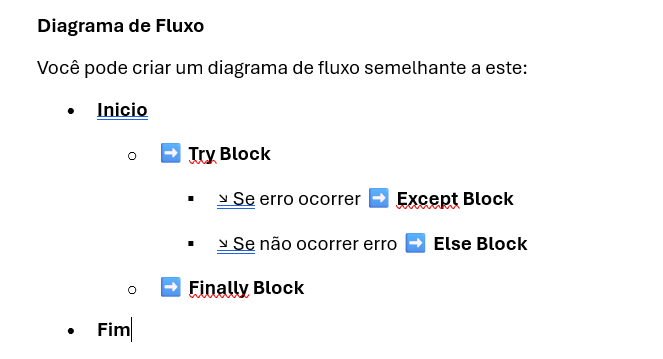 Diagrama de Fluxo
Você pode criar um diagrama de fluxo semelhante a este:
• Inicio
o ➡️ Try Block
▪ ↘ Se erro ocorrer ➡️ Except Block
▪ ↘ Se não ocorrer erro ➡️ Else Block
o ➡️ Finally Block
• Fim